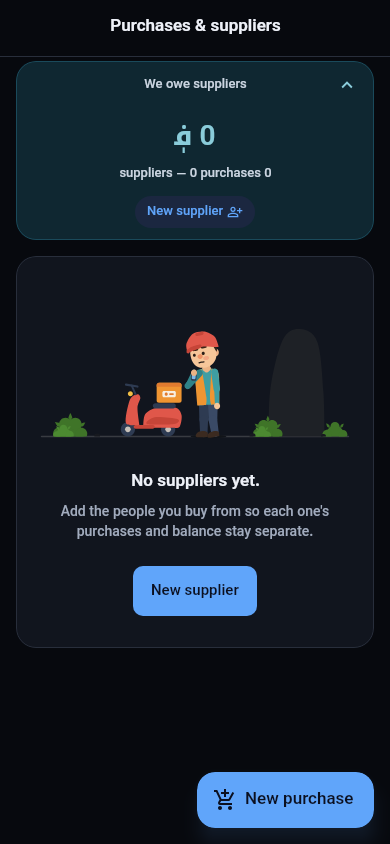 Purchases & suppliers
We owe suppliers
0
suppliers — 0 purchases 0
New supplier
No suppliers yet.
Add the people you buy from so each one's
purchases and balance stay separate.
New supplier
New purchase